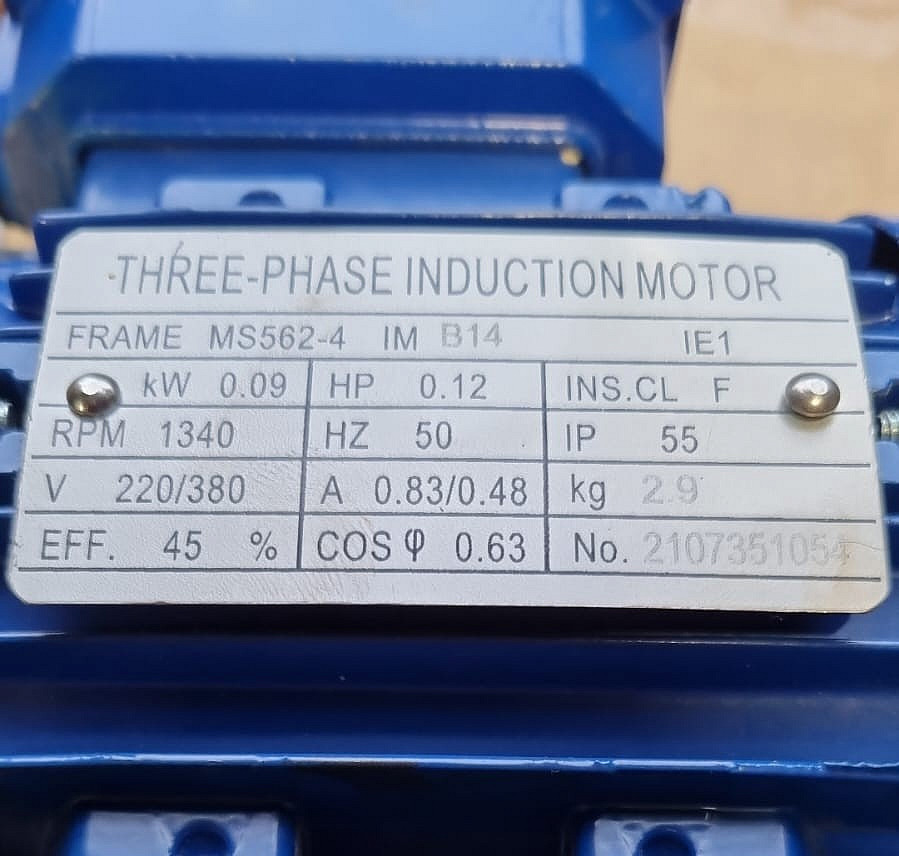 THREE-PHASE INDUCTION MOTOR
FRAME MS562-4 IM B14 IE1
kW 0.09 HP 0.12 INS.CL F
RPM 1340 HZ 50 IP 55
V 220/380 A 0.83/0.48 kg 2.9
EFF. 45 % COS φ 0.63 No. 2107351054